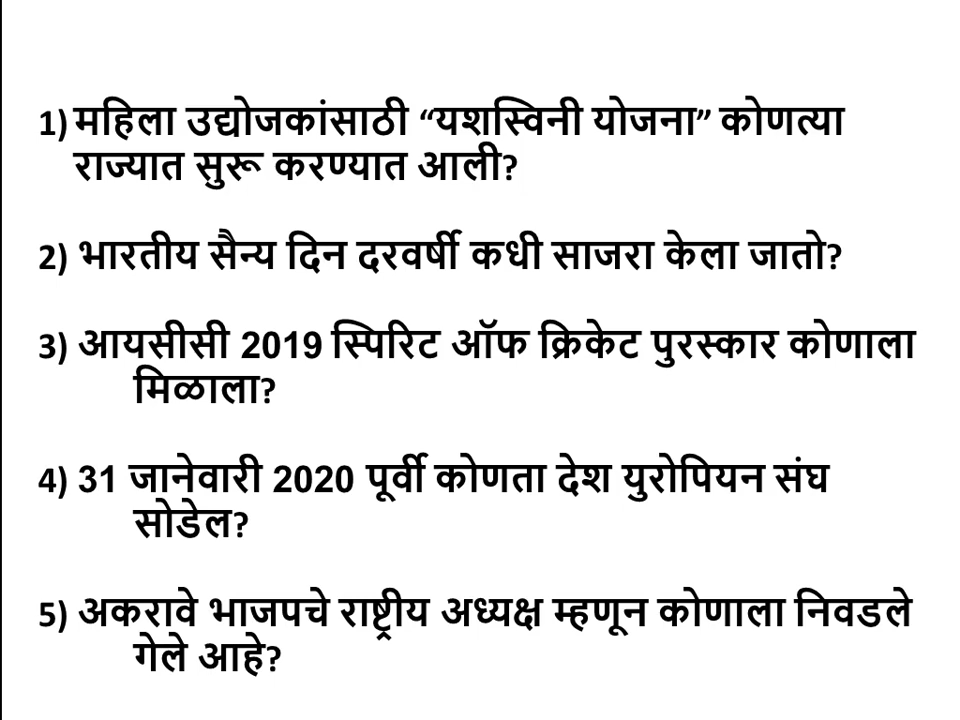 1) महिला उद्योजकांसाठी “यशस्विनी योजना” कोणत्या
राज्यात सुरू करण्यात आली?
2) भारतीय सैन्य दिन दरवर्षी कधी साजरा केला जातो?
3) आयसीसी 2019 स्पिरिट ऑफ क्रिकेट पुरस्कार कोणाला
मिळाला?
4) 31 जानेवारी 2020 पूर्वी कोणता देश युरोपियन संघ
सोडेल?
5) अकरावे भाजपचे राष्ट्रीय अध्यक्ष म्हणून कोणाला निवडले
गेले आहे?